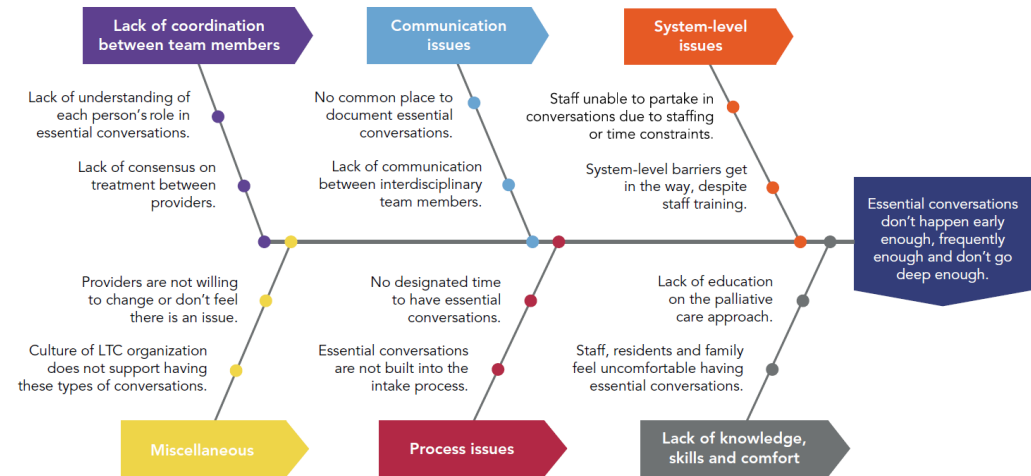 Lack of coordination
between team members
Communication
issues
System-level
issues
Lack of understanding of
each person's role in
essential conversations.
Lack of consensus on
treatment between
providers.
No common place to
document essential
conversations.
Lack of communication
between interdisciplinary
team members.
Staff unable to partake in
conversations due to staffing
or time constraints.
System-level barriers get
in the way, despite
staff training.
Essential conversations
don't happen early
enough, frequently
enough and don't go
deep enough.
Providers are not willing
to change or don't feel
there is an issue.
Culture of LTC organization
does not support having
these types of conversations.
No designated time
to have essential
conversations.
Essential conversations
are not built into the
intake process.
Lack of education
on the palliative
care approach.
Staff, residents and family
feel uncomfortable having
essential conversations.
Miscellaneous
Process issues
Lack of knowledge,
skills and comfort